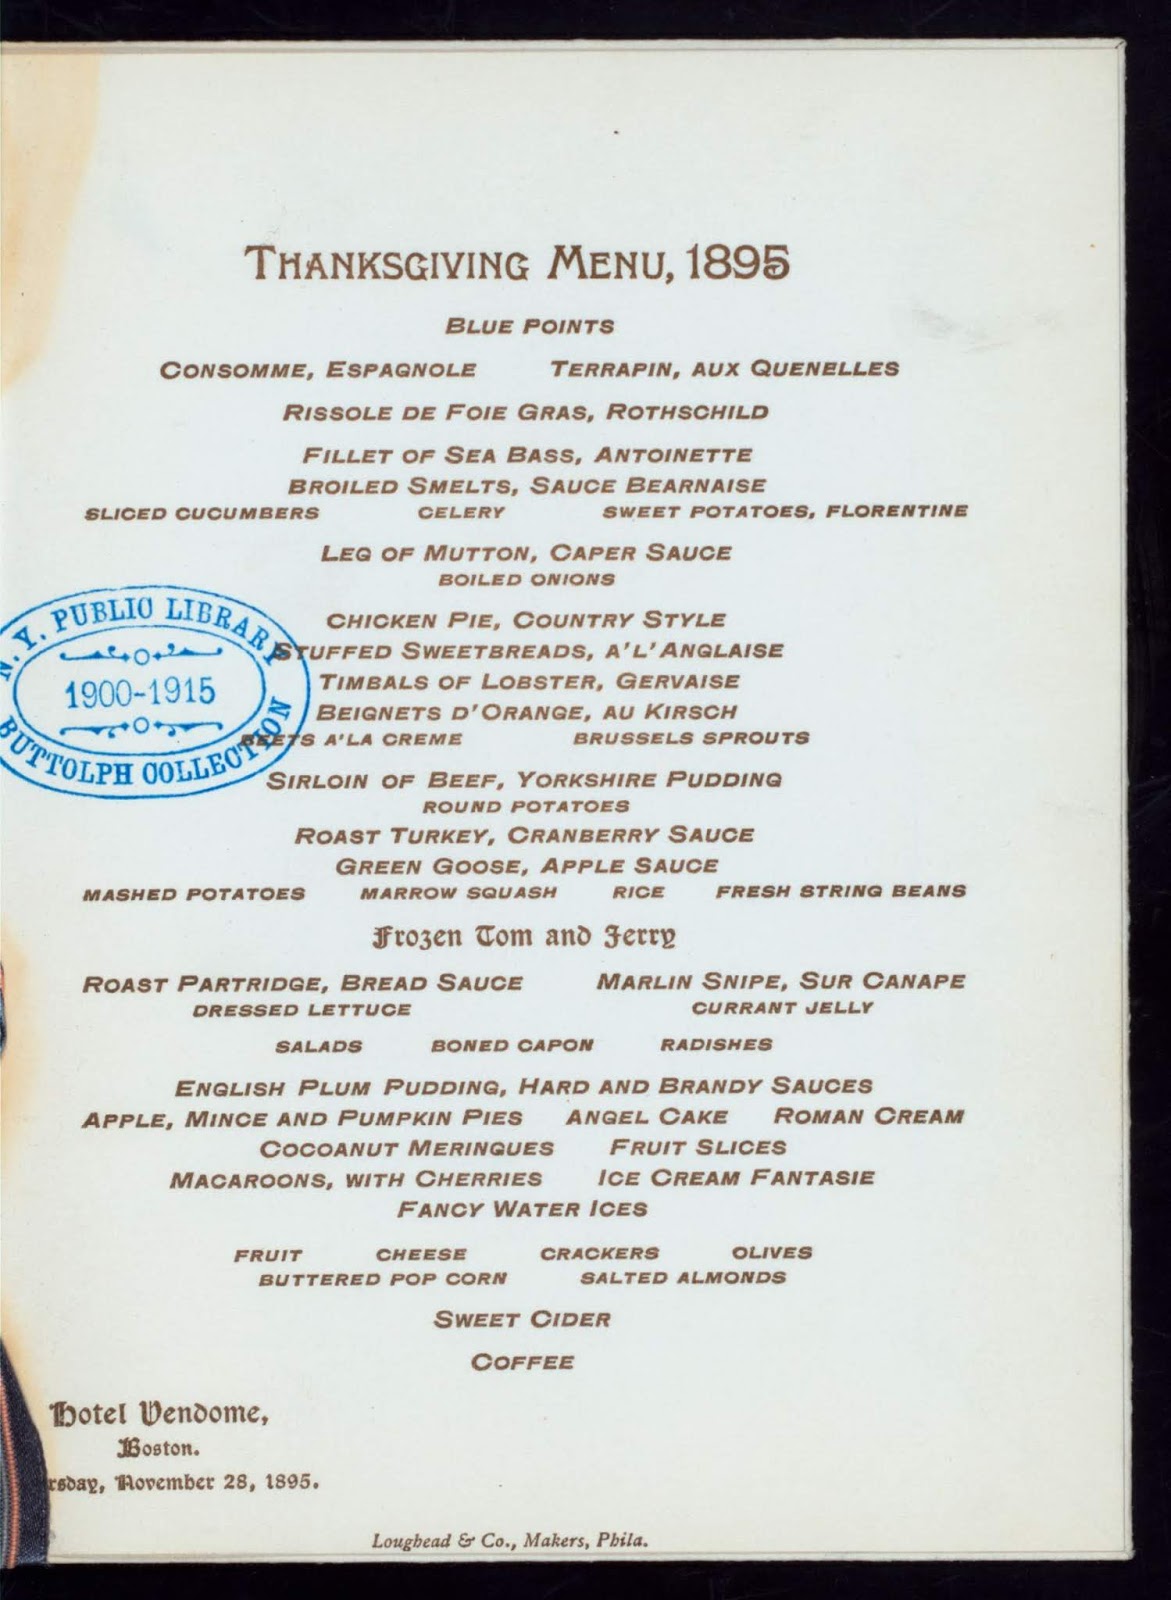 THANKSGIVING MENU, 1895
BLUE POINTS
CONSOMME, ESPAGNOLE TERRAPIN, AUX QUENELLES
RISSOLE DE FOIE GRAS, ROTHSCHILD
FILLET OF SEA BASS, ANTOINETTE
BROILED SMELTS, SAUCE BEARNAISE
SLICED CUCUMBERS CELERY SWEET POTATOES, FLORENTINE
LEG OF MUTTON, CAPER SAUCE
BOILED ONIONS
CHICKEN PIE, COUNTRY STYLE
STUFFED SWEETBREADS, A'L'ANGLAISE
TIMBALS OF LOBSTER, GERVAISE
BEIGNETS D'ORANGE, AU KIRSCH
BEETS A'LA CREME BRUSSELS SPROUTS
N.Y. PUBLIC LIBRARY
1900-1915
BUTTOLPH COLLECTION
SIRLOIN OF BEEF, YORKSHIRE PUDDING
ROUND POTATOES
ROAST TURKEY, CRANBERRY SAUCE
GREEN GOOSE, APPLE SAUCE
MASHED POTATOES MARROW SQUASH RICE FRESH STRING BEANS
Frozen Tom and Jerry
ROAST PARTRIDGE, BREAD SAUCE MARLIN SNIPE, SUR CANAPE
DRESSED LETTUCE CURRANT JELLY
SALADS BONED CAPON RADISHES
ENGLISH PLUM PUDDING, HARD AND BRANDY SAUCES
APPLE, MINCE AND PUMPKIN PIES ANGEL CAKE ROMAN CREAM
COCOANUT MERINGUES FRUIT SLICES
MACAROONS, WITH CHERRIES ICE CREAM FANTASIE
FANCY WATER ICES
FRUIT CHEESE CRACKERS OLIVES
BUTTERED POP CORN SALTED ALMONDS
SWEET CIDER
COFFEE
Hotel Vendome,
Boston.
rsday, November 28, 1895.
Loughead & Co., Makers, Phila.